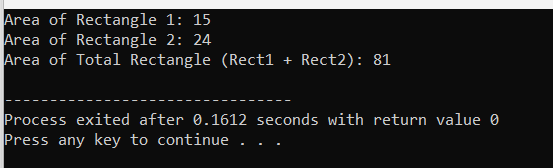 Area of Rectangle 1: 15
Area of Rectangle 2: 24
Area of Total Rectangle (Rect1 + Rect2): 81
--------------------------------
Process exited after 0.1612 seconds with return value 0
Press any key to continue . . .